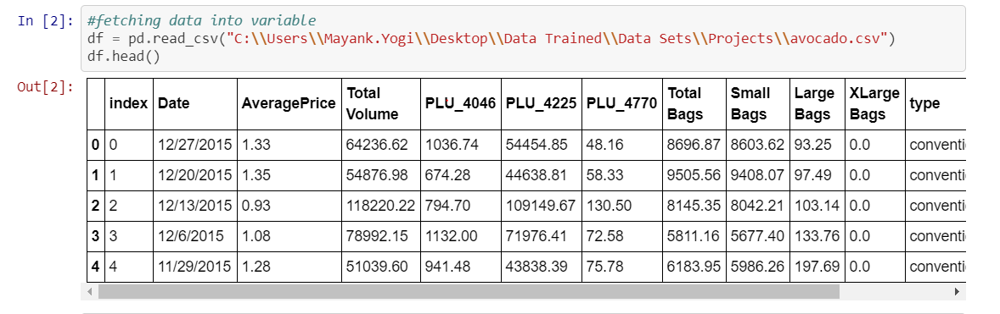 In [2]: #fetching data into variable
df = pd.read_csv("C:\\Users\\Mayank.Yogi\\Desktop\\Data Trained\\Data Sets\\Projects\\avocado.csv")
df.head()
Out[2]:
index Date AveragePrice Total Volume PLU_4046 PLU_4225 PLU_4770 Total Bags Small Bags Large Bags XLarge Bags type
0 0 12/27/2015 1.33 64236.62 1036.74 54454.85 48.16 8696.87 8603.62 93.25 0.0 conventi
1 1 12/20/2015 1.35 54876.98 674.28 44638.81 58.33 9505.56 9408.07 97.49 0.0 conventi
2 2 12/13/2015 0.93 118220.22 794.70 109149.67 130.50 8145.35 8042.21 103.14 0.0 conventi
3 3 12/6/2015 1.08 78992.15 1132.00 71976.41 72.58 5811.16 5677.40 133.76 0.0 conventi
4 4 11/29/2015 1.28 51039.60 941.48 43838.39 75.78 6183.95 5986.26 197.69 0.0 conventi